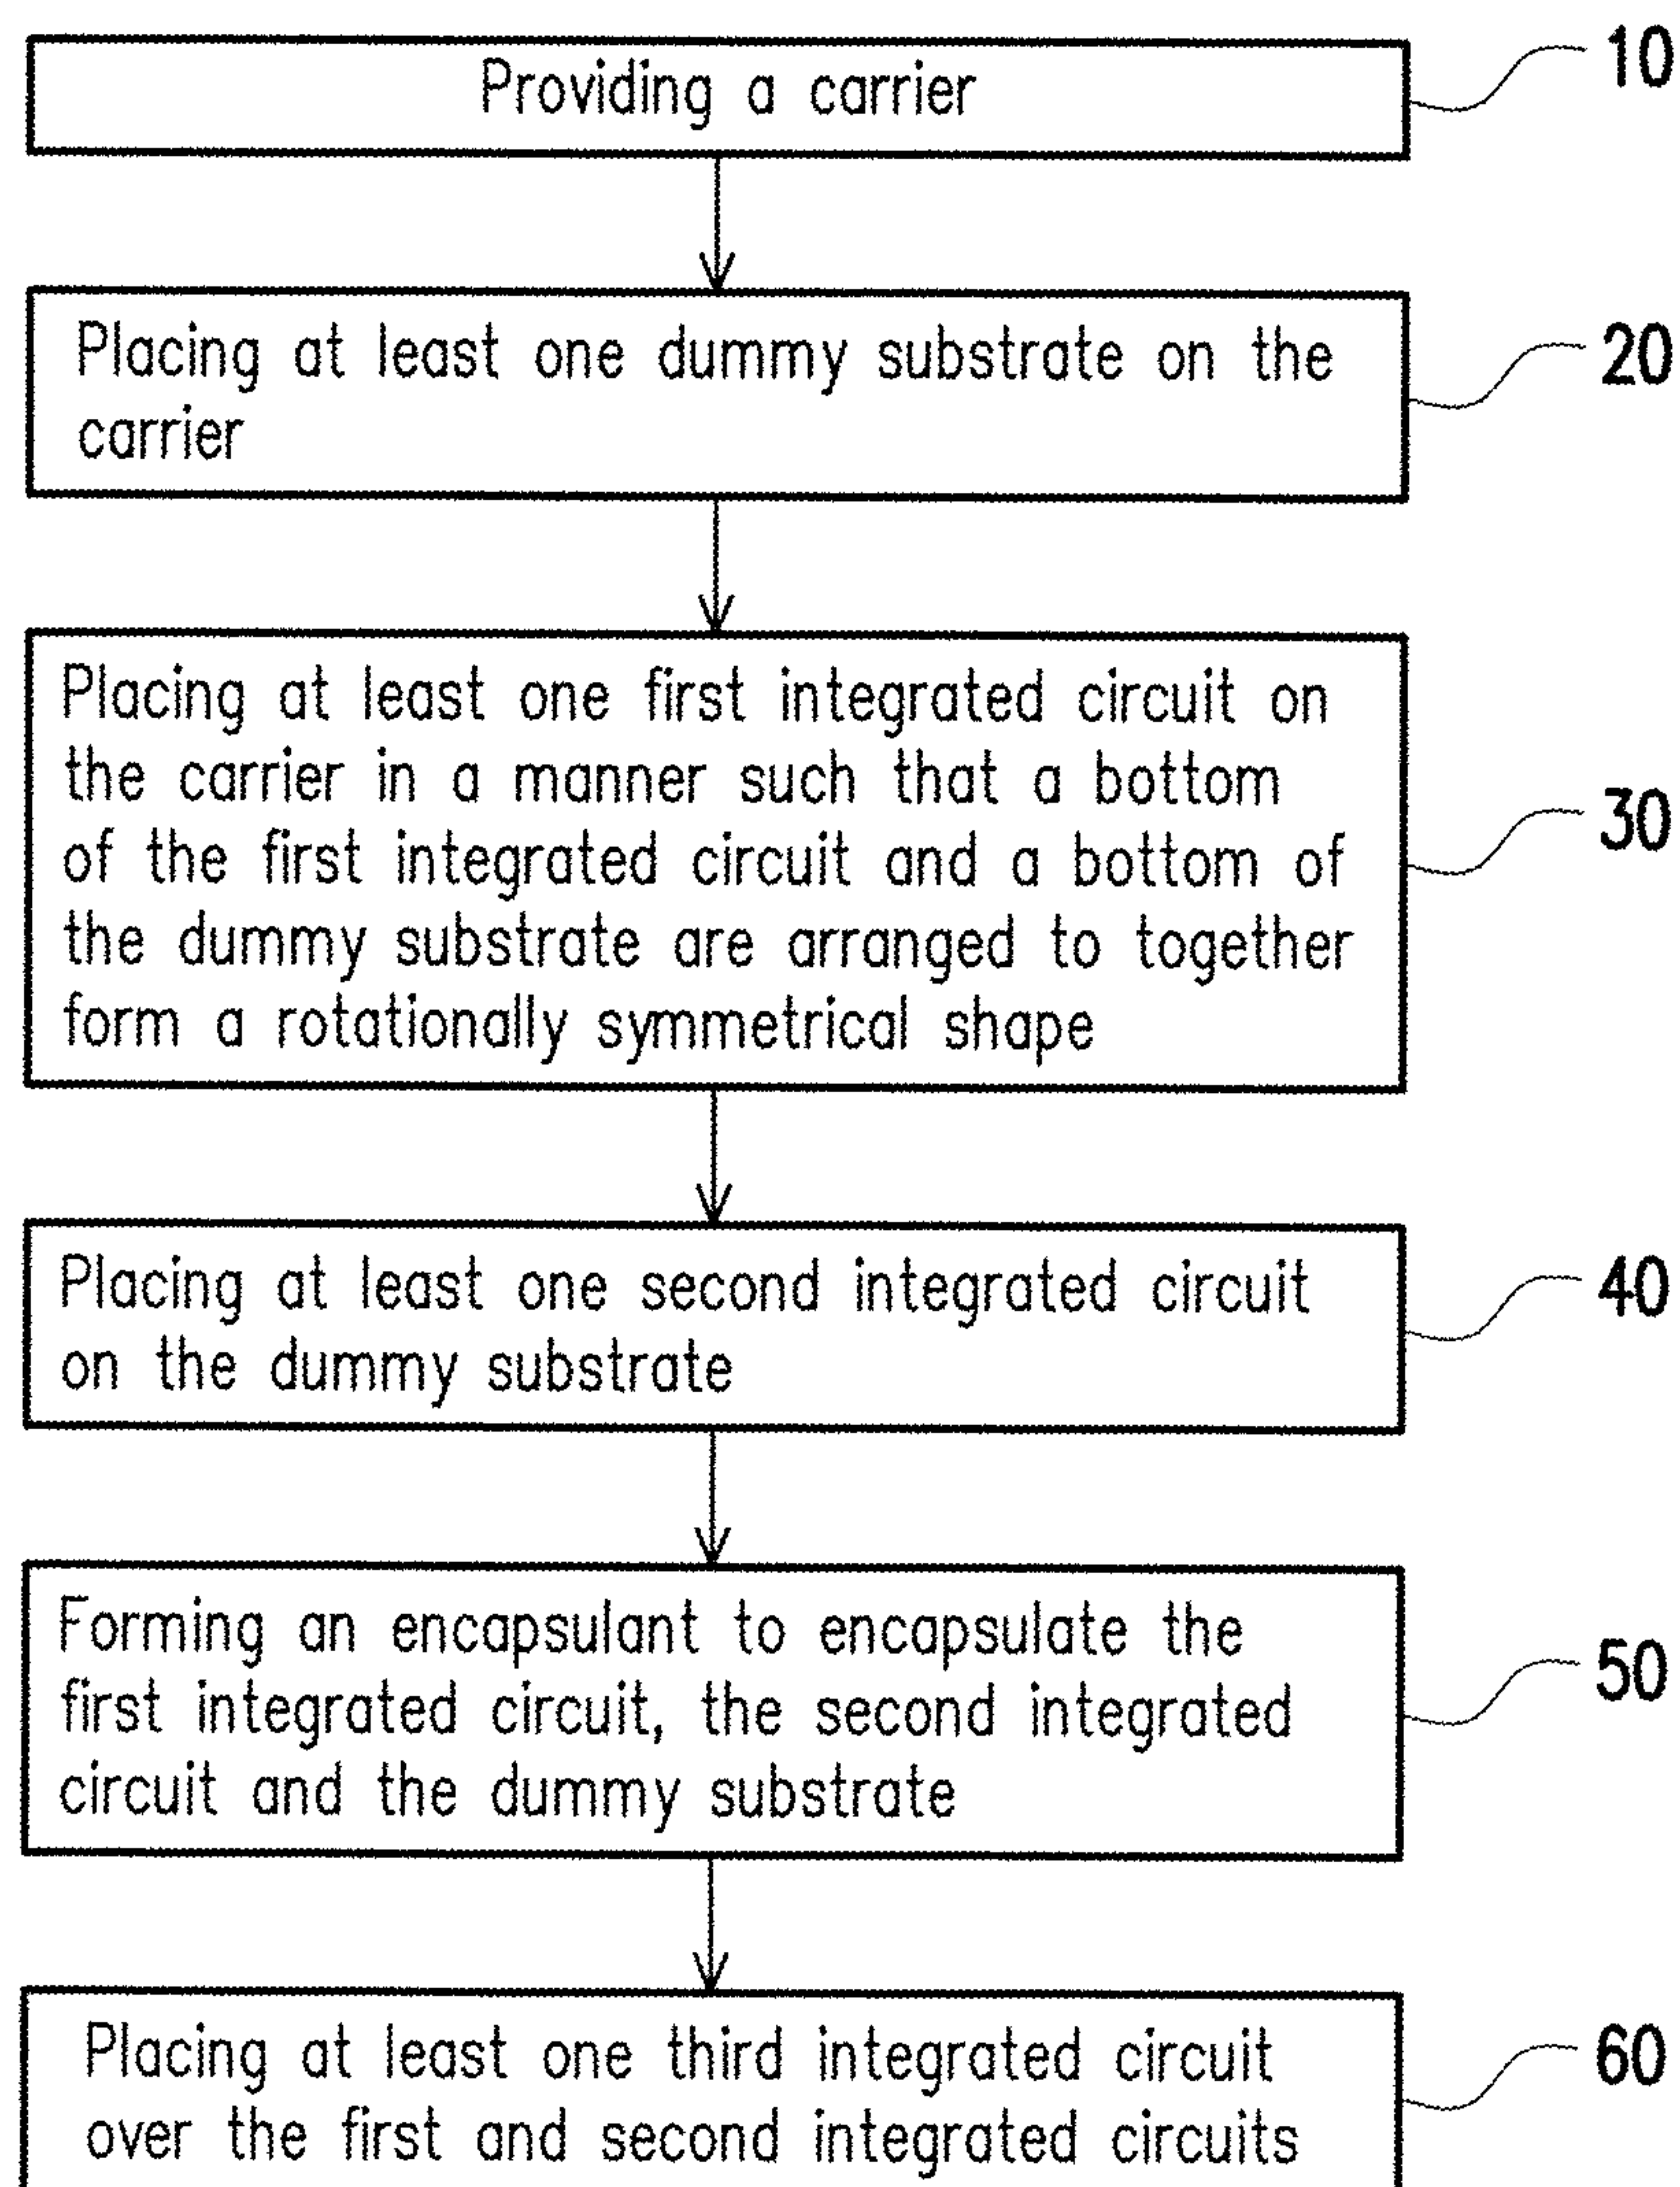 Providing a carrier
10
Placing at least one dummy substrate on the
carrier
20
Placing at least one first integrated circuit on
the carrier in a manner such that a bottom
of the first integrated circuit and a bottom of
the dummy substrate are arranged to together
form a rotationally symmetrical shape
30
Placing at least one second integrated circuit
on the dummy substrate
40
Forming an encapsulant to encapsulate the
first integrated circuit, the second integrated
circuit and the dummy substrate
50
Placing at least one third integrated circuit
over the first and second integrated circuits
60